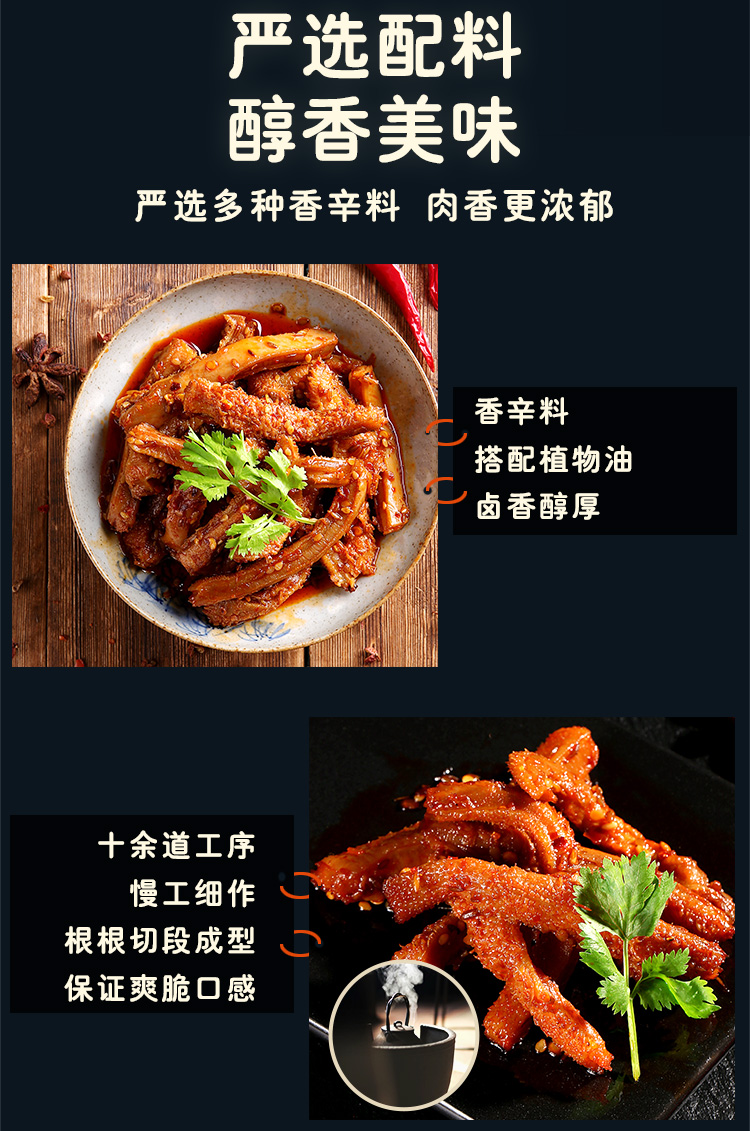 严选配料
醇香美味
严选多种香辛料 肉香更浓郁
香辛料
搭配植物油
卤香醇厚
十余道工序
慢工细作
根根切段成型
保证爽脆口感